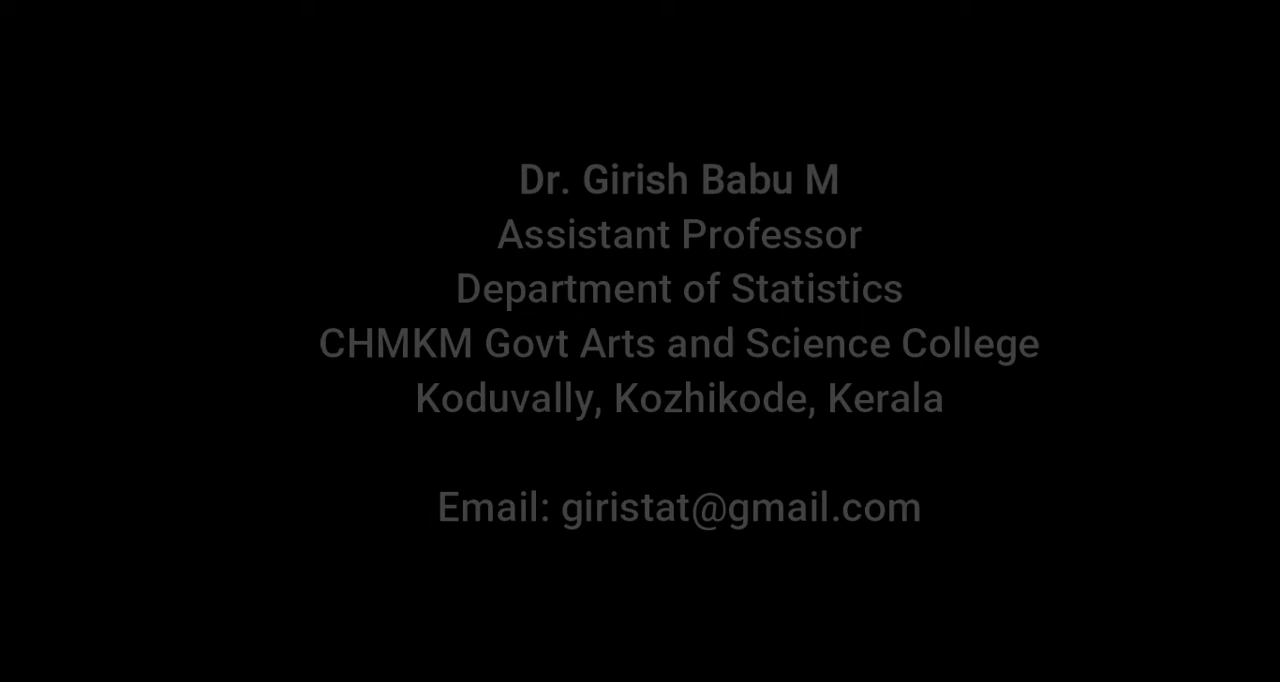 Dr. Girish Babu M
Assistant Professor
Department of Statistics
CHMKM Govt Arts and Science College
Koduvally, Kozhikode, Kerala
Email: giristat@gmail.com